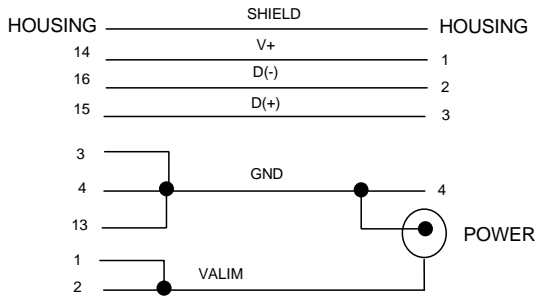 SHIELD
HOUSING HOUSING
14 V+ 1
16 D(-) 2
15 D(+) 3
3
4 GND 4
13
POWER
1
2 VALIM